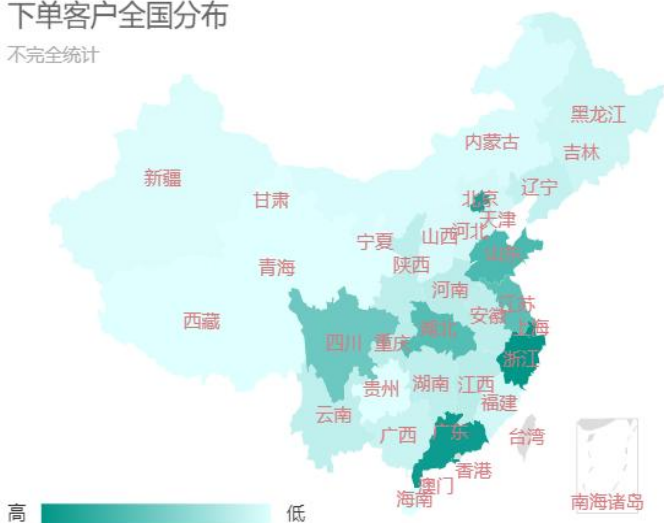 下单客户全国分布
不完全统计
黑龙江
内蒙古
吉林
新疆
辽宁
甘肃
北京
天津
河北
山西
宁夏
山东
陕西
青海
河南
江苏
安徽
西藏
上海
湖北
四川
重庆
浙江
湖南
江西
贵州
福建
云南
广东
广西
台湾
香港
澳门
海南
南海诸岛
高
低